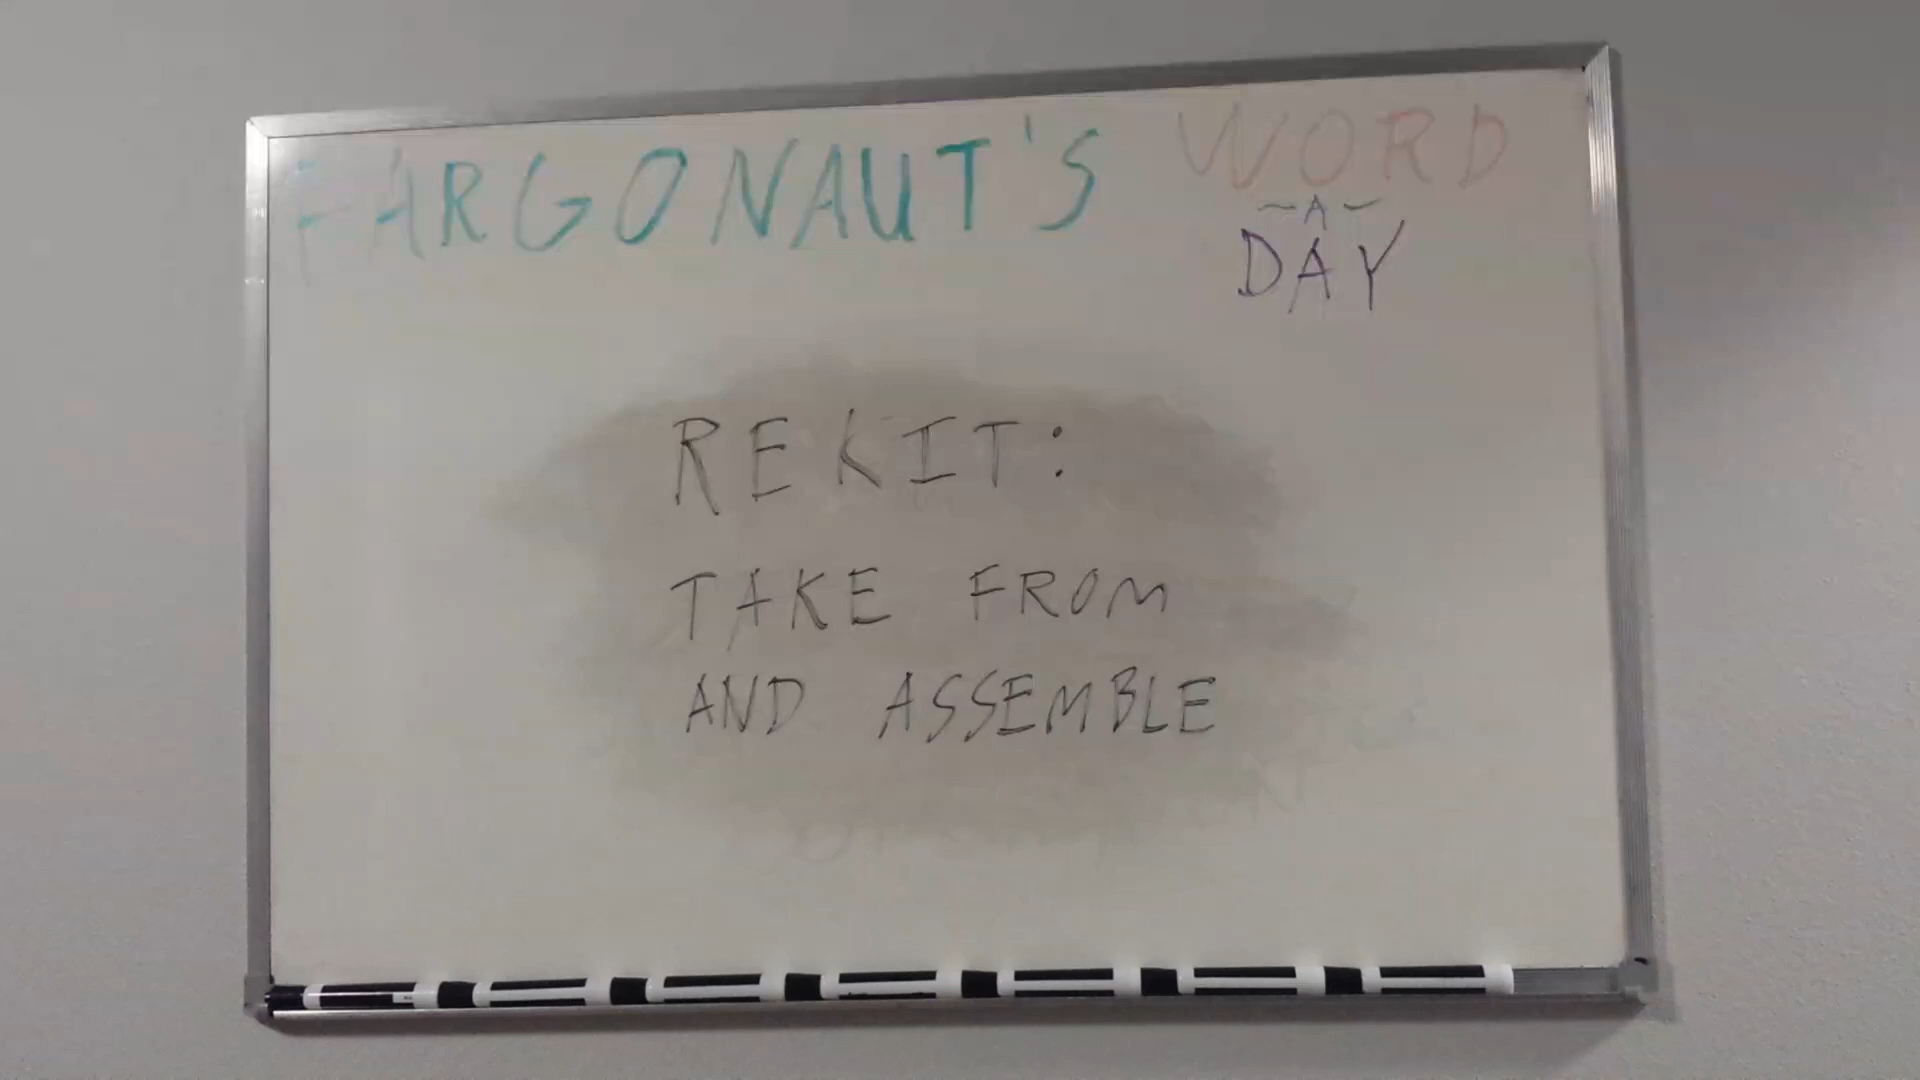 FARGONAUT'S WORD
~A~
DAY
REKIT:
TAKE FROM
AND ASSEMBLE